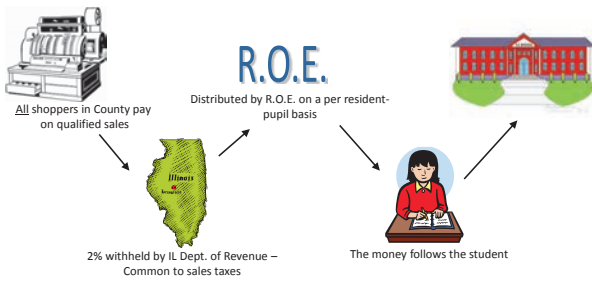 R.O.E.
All shoppers in County pay
on qualified sales
Distributed by R.O.E. on a per resident-
pupil basis
Illinois
2% withheld by IL Dept. of Revenue –
Common to sales taxes
The money follows the student